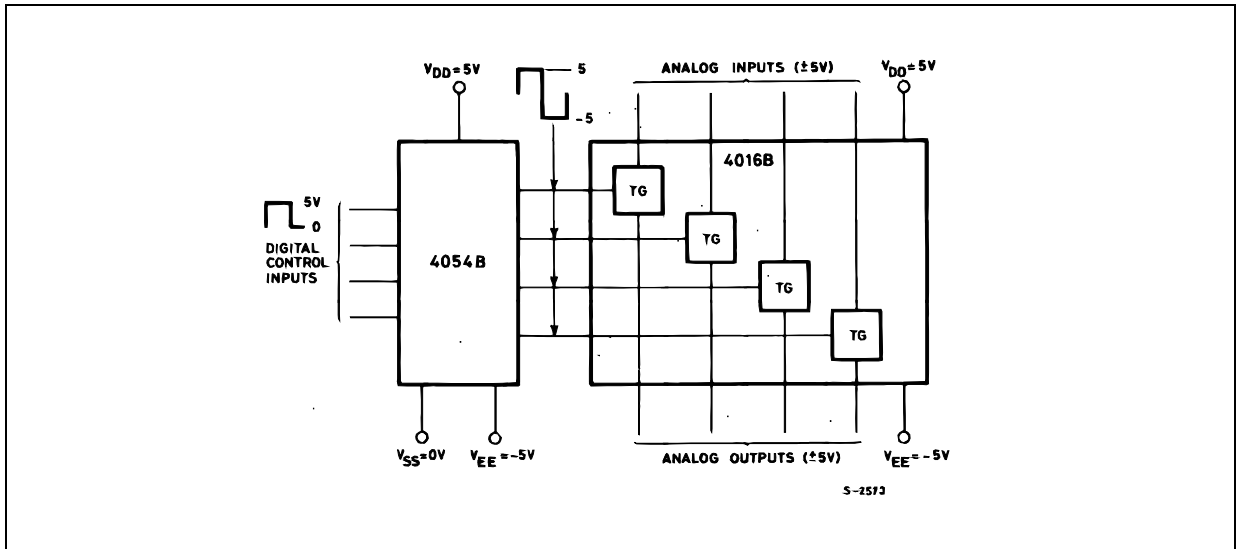 VDD=5V
5
-5
ANALOG INPUTS (±5V)
VDD=5V
4016B
TG
TG
TG
TG
5V
0
DIGITAL
CONTROL
INPUTS
4054B
VSS=0V
VEE=-5V
ANALOG OUTPUTS (±5V)
VEE=-5V
S-2573